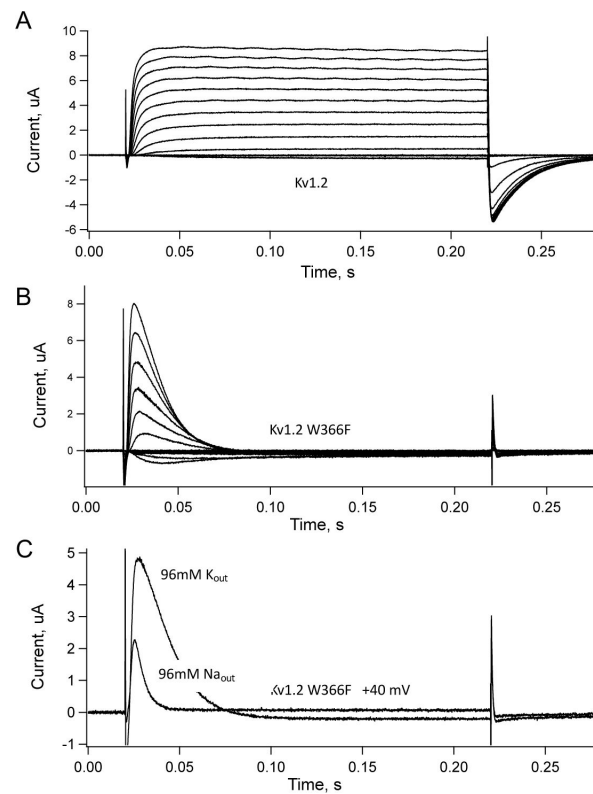 A
10
8
6
4
2
0
-2
-4
-6
Current, uA
Kv1.2
0.00
0.05
0.10
0.15
0.20
0.25
Time, s
B
8
6
4
2
0
Current, uA
Kv1.2 W366F
0.00
0.05
0.10
0.15
0.20
0.25
Time, s
C
5
4
3
2
1
0
-1
Current, uA
96mM Kout
96mM Naout
Kv1.2 W366F +40 mV
0.00
0.05
0.10
0.15
0.20
0.25
Time, s